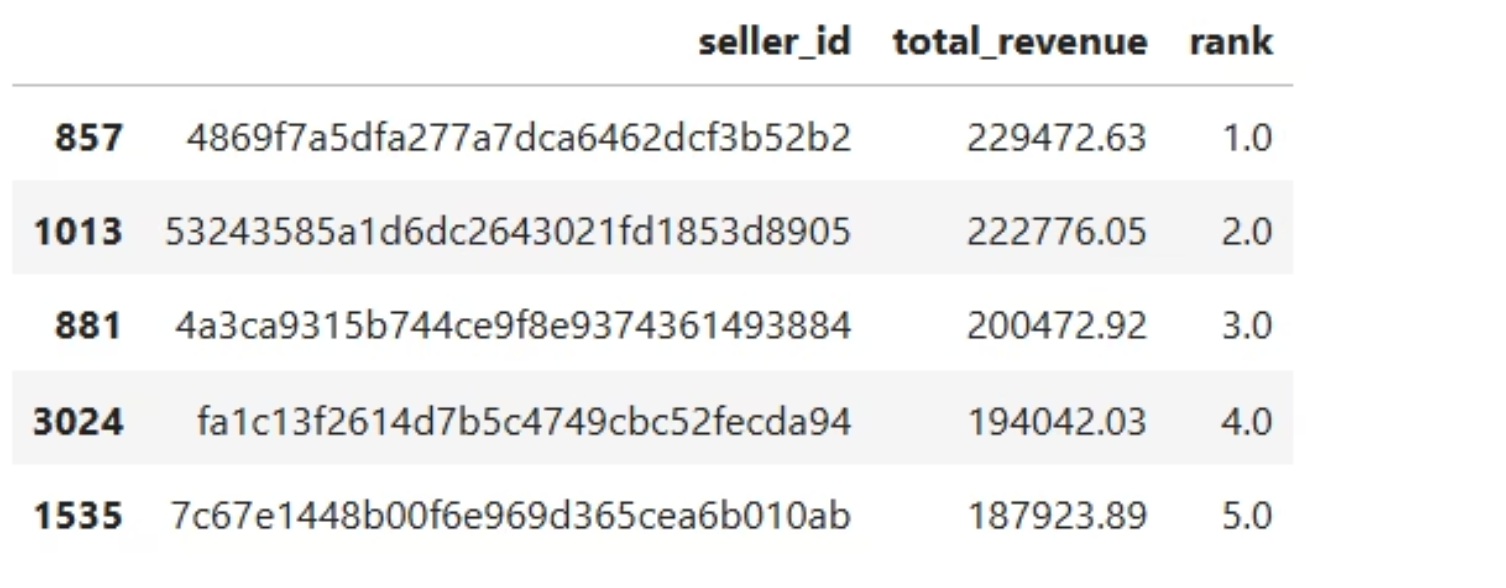 seller_id total_revenue rank
857 4869f7a5dfa277a7dca6462dcf3b52b2 229472.63 1.0
1013 53243585a1d6dc2643021fd1853d8905 222776.05 2.0
881 4a3ca9315b744ce9f8e9374361493884 200472.92 3.0
3024 fa1c13f2614d7b5c4749cbc52fecda94 194042.03 4.0
1535 7c67e1448b00f6e969d365cea6b010ab 187923.89 5.0